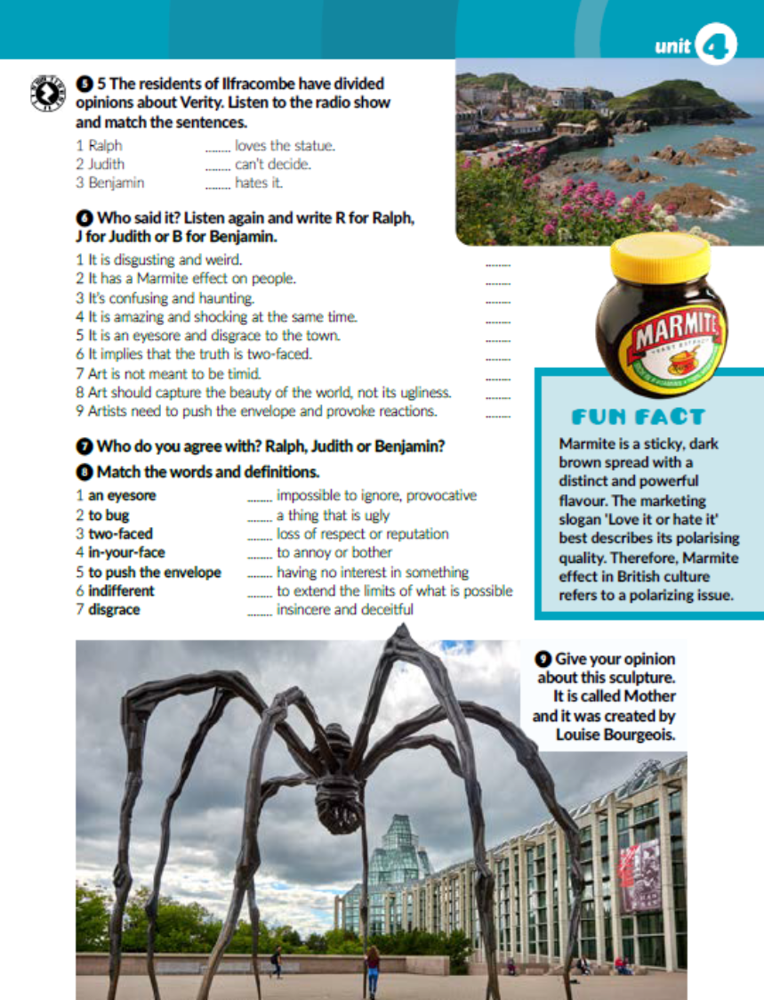 unit 4
5 5 The residents of Ilfracombe have divided
opinions about Verity. Listen to the radio show
and match the sentences.
1 Ralph ......... loves the statue.
2 Judith ......... can't decide.
3 Benjamin ......... hates it.
6 Who said it? Listen again and write R for Ralph,
J for Judith or B for Benjamin.
1 It is disgusting and weird. .........
2 It has a Marmite effect on people. .........
3 It's confusing and haunting. .........
4 It is amazing and shocking at the same time. .........
5 It is an eyesore and disgrace to the town. .........
6 It implies that the truth is two-faced. .........
7 Art is not meant to be timid. .........
8 Art should capture the beauty of the world, not its ugliness. .........
9 Artists need to push the envelope and provoke reactions. .........
7 Who do you agree with? Ralph, Judith or Benjamin?
8 Match the words and definitions.
1 an eyesore ......... impossible to ignore, provocative
2 to bug ......... a thing that is ugly
3 two-faced ......... loss of respect or reputation
4 in-your-face ......... to annoy or bother
5 to push the envelope ......... having no interest in something
6 indifferent ......... to extend the limits of what is possible
7 disgrace ......... insincere and deceitful
MARMITE
YEAST EXTRACT
FUN FACT
Marmite is a sticky, dark
brown spread with a
distinct and powerful
flavour. The marketing
slogan 'Love it or hate it'
best describes its polarising
quality. Therefore, Marmite
effect in British culture
refers to a polarizing issue.
9 Give your opinion
about this sculpture.
It is called Mother
and it was created by
Louise Bourgeois.